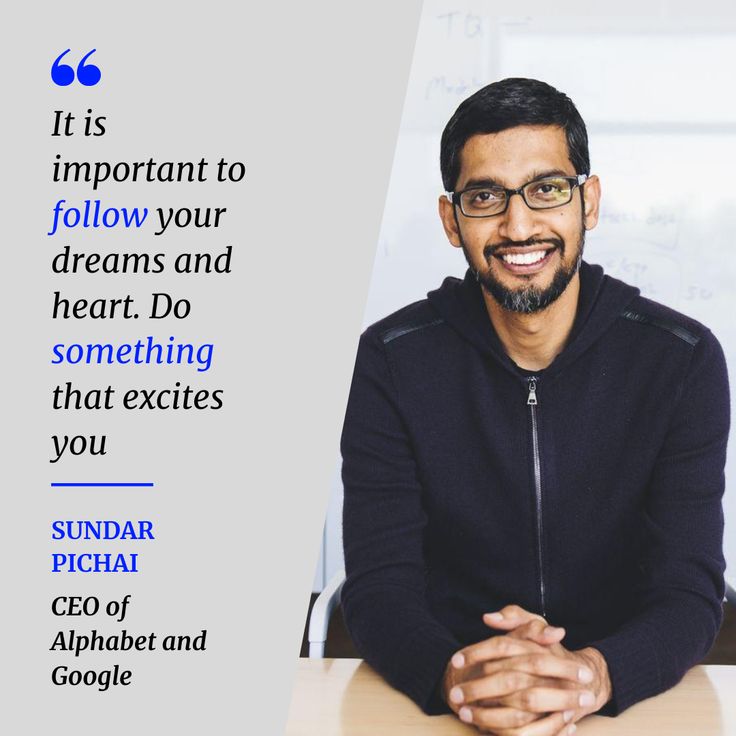 It is
important to
follow your
dreams and
heart. Do
something
that excites
you
SUNDAR
PICHAI
CEO of
Alphabet and
Google